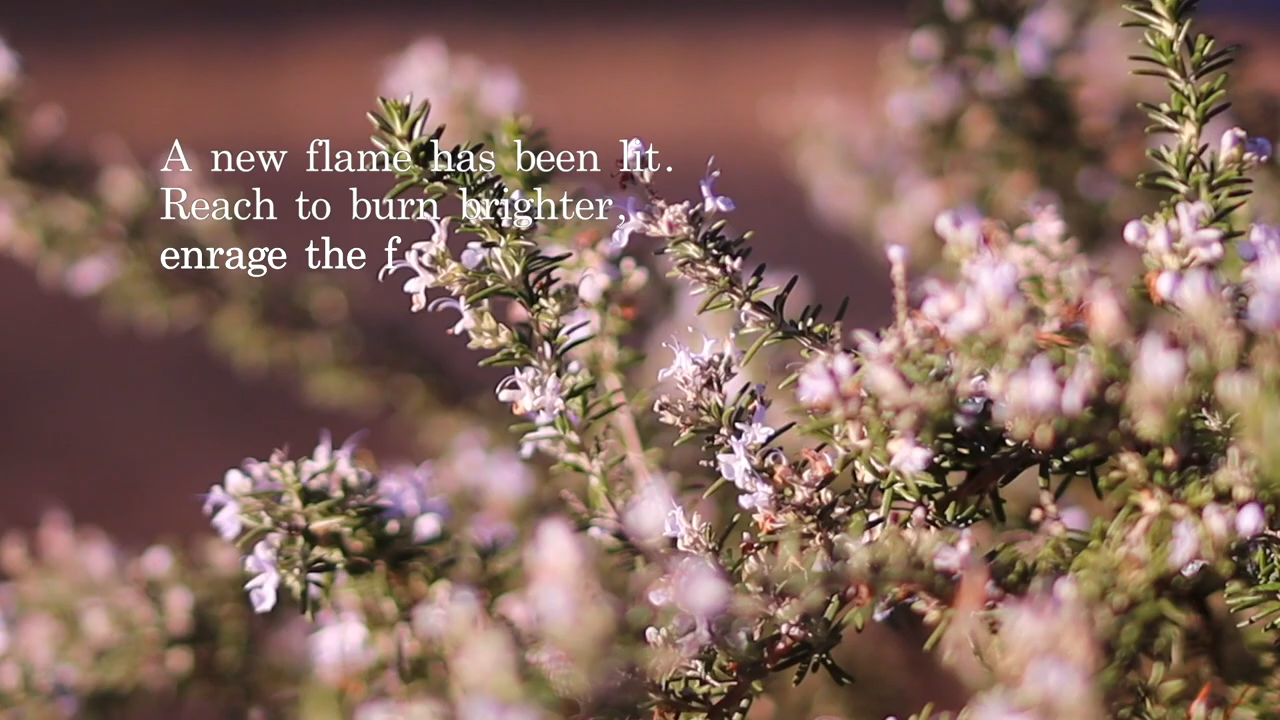 A new flame has been lit.
Reach to burn brighter,
enrage the f